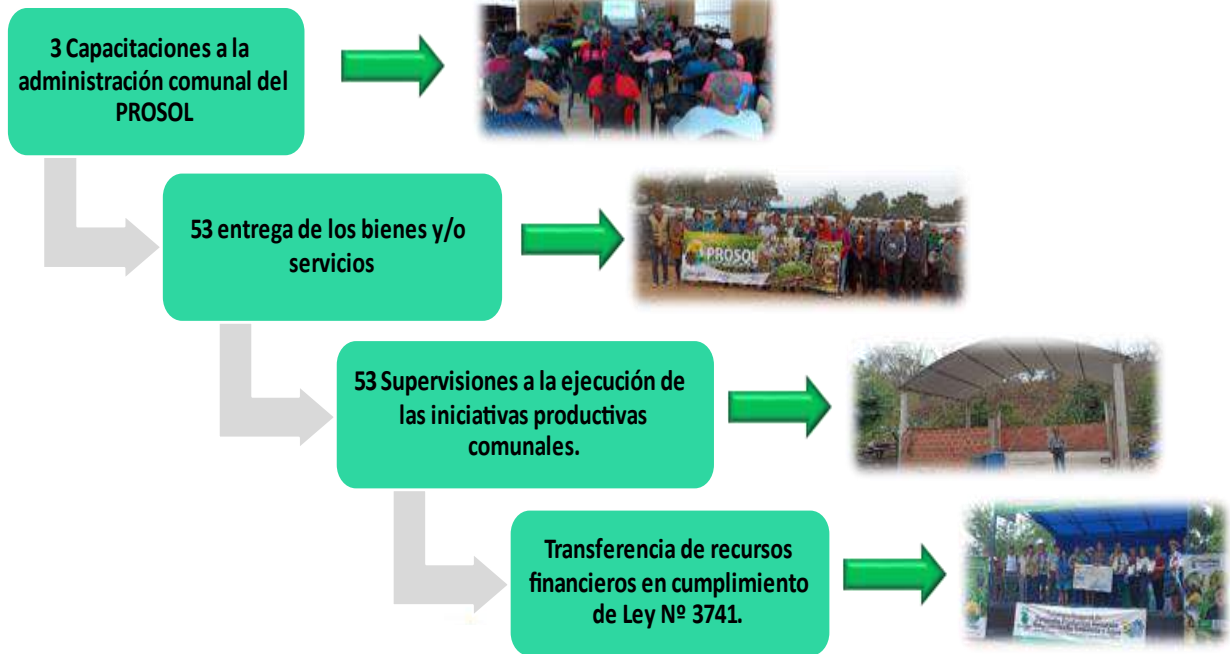 3 Capacitaciones a la
administración comunal del
PROSOL
53 entrega de los bienes y/o
servicios
PROSOL
53 Supervisiones a la ejecución de
las iniciativas productivas
comunales.
Transferencia de recursos
financieros en cumplimiento
de Ley Nº 3741.